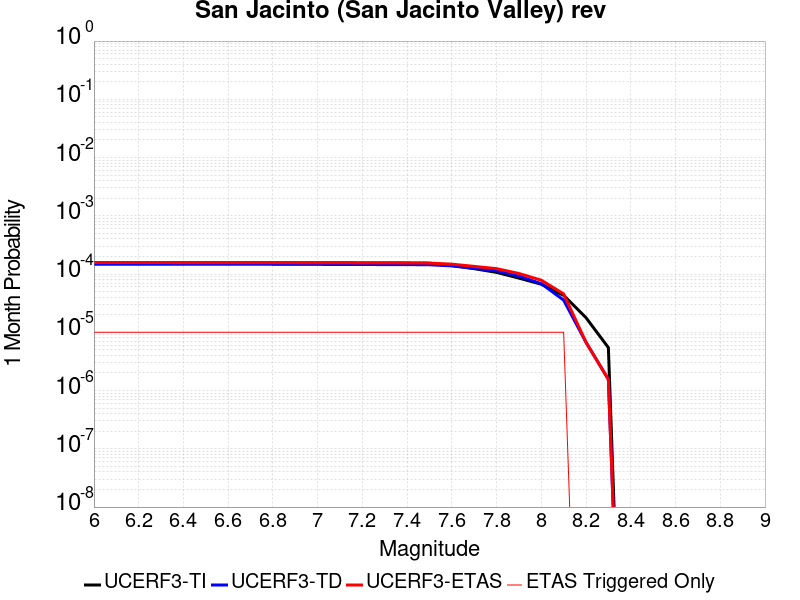 San Jacinto (San Jacinto Valley) rev
10 0
10 -1
10 -2
10 -3
10 -4
10 -5
10 -6
10 -7
10 -8
1 Month Probability
6 6.2 6.4 6.6 6.8 7 7.2 7.4 7.6 7.8 8 8.2 8.4 8.6 8.8 9
Magnitude
UCERF3-TI UCERF3-TD UCERF3-ETAS ETAS Triggered Only